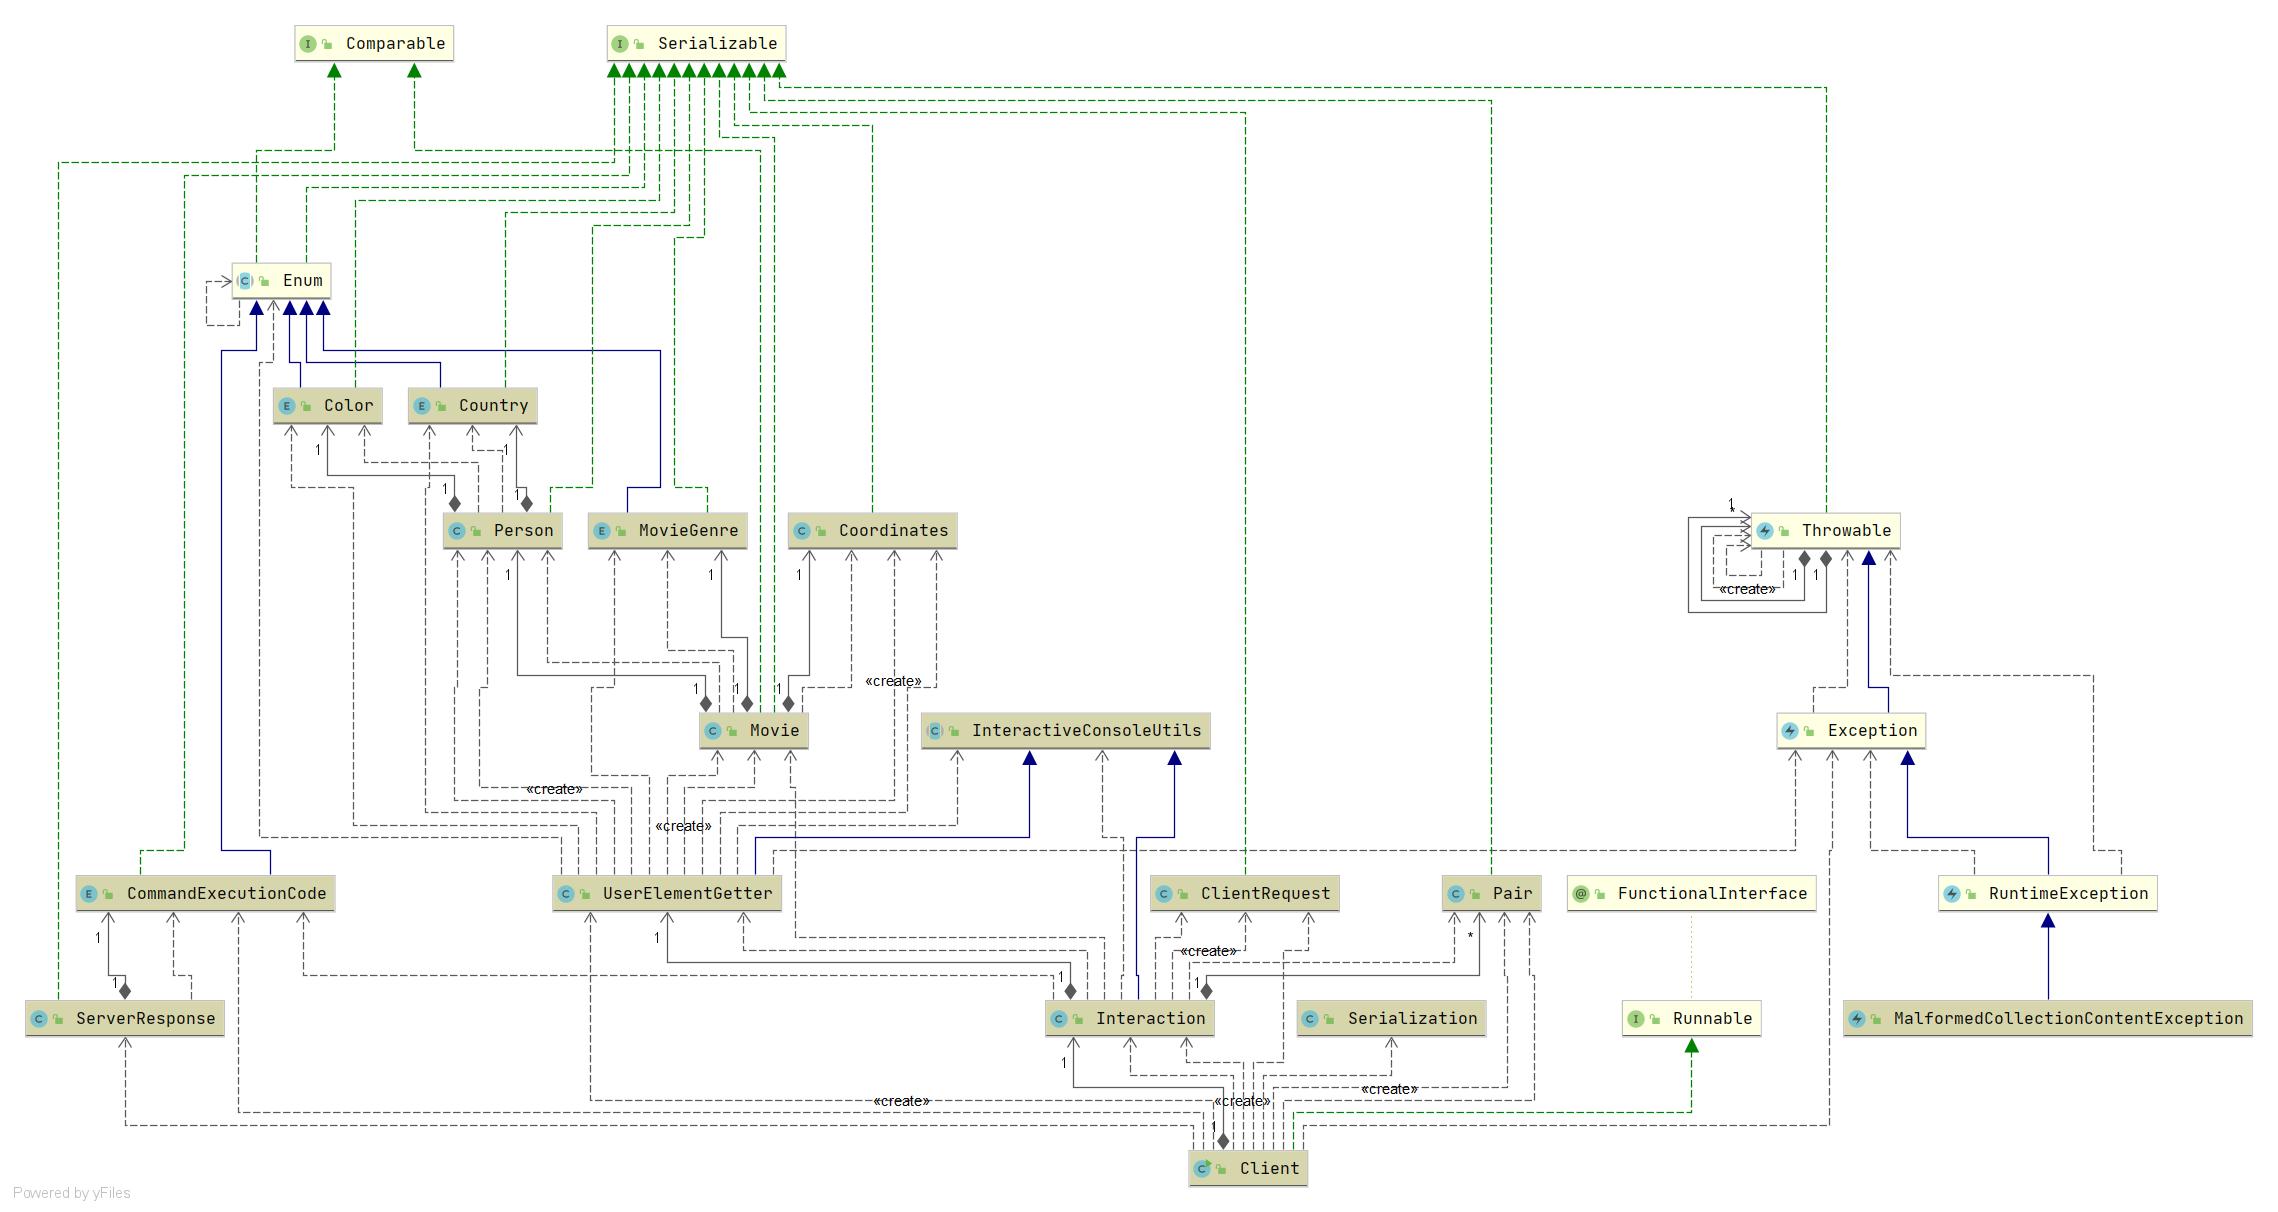 Comparable
Serializable
Enum
Color
Country
1
1
1
1
Person
MovieGenre
Coordinates
1
*
Throwable
1
1
1
1
1
«create»
«create»
1
1
1
Movie
InteractiveConsoleUtils
Exception
«create»
«create»
CommandExecutionCode
UserElementGetter
ClientRequest
Pair
FunctionalInterface
RuntimeException
1
1
*
«create»
1
1
1
ServerResponse
Interaction
Serialization
Runnable
MalformedCollectionContentException
1
«create»
«create»
«create»
1
Client
Powered by yFiles